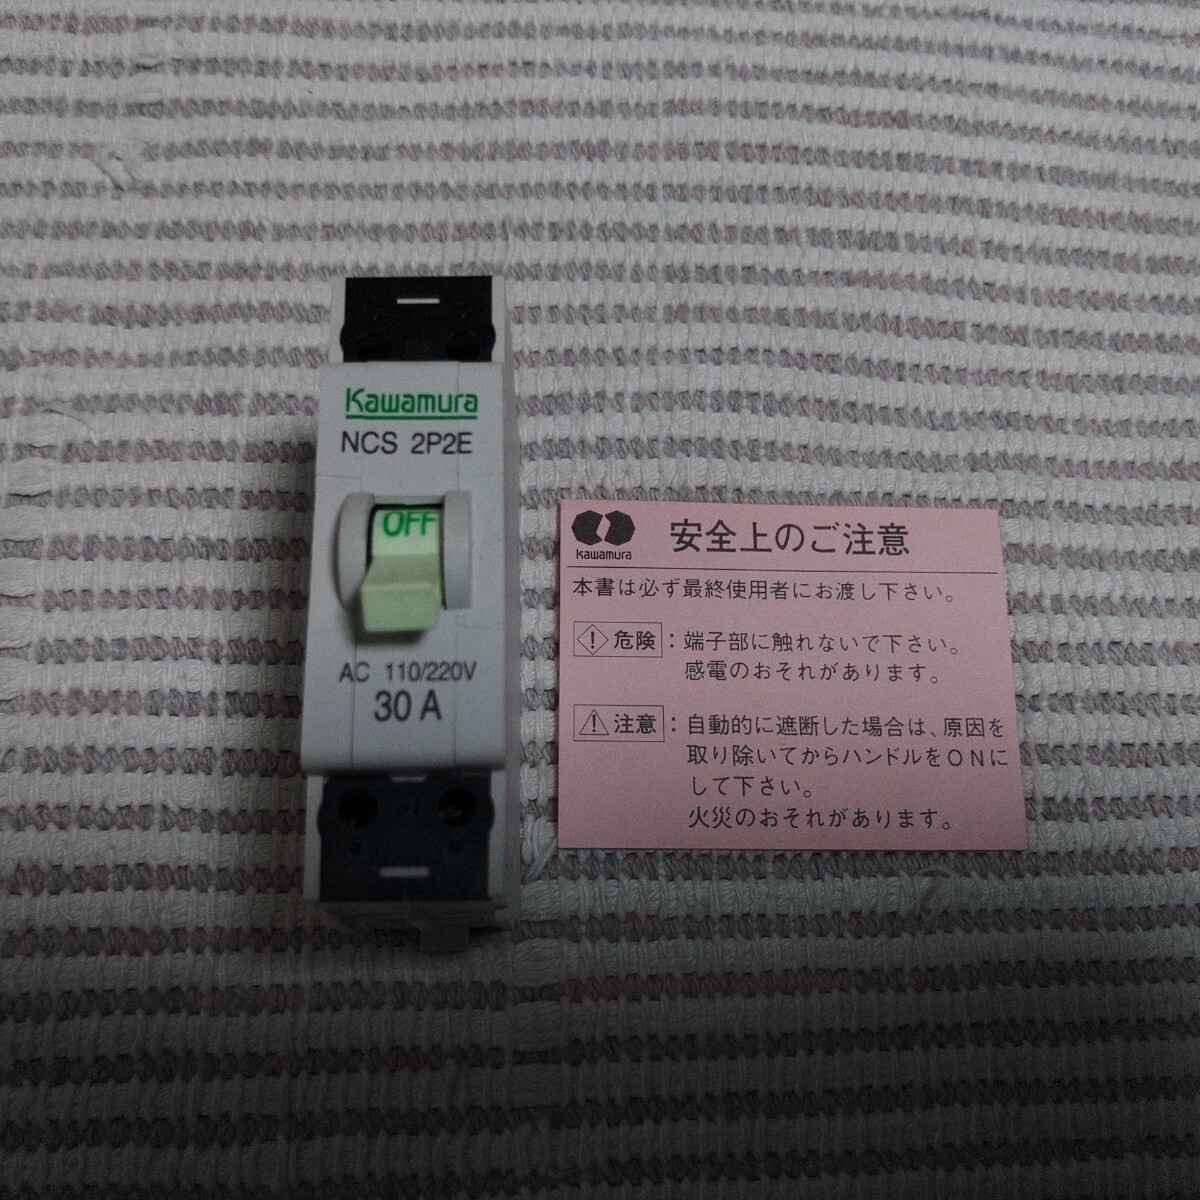 Kawamura
NCS 2P2E
OFF
AC 110/220V
30 A
Kawamura
安全上のご注意
本書は必ず最終使用者にお渡し下さい。
危険：端子部に触れないで下さい。
感電のおそれがあります。
注意：自動的に遮断した場合は、原因を
取り除いてからハンドルをＯＮに
して下さい。
火災のおそれがあります。